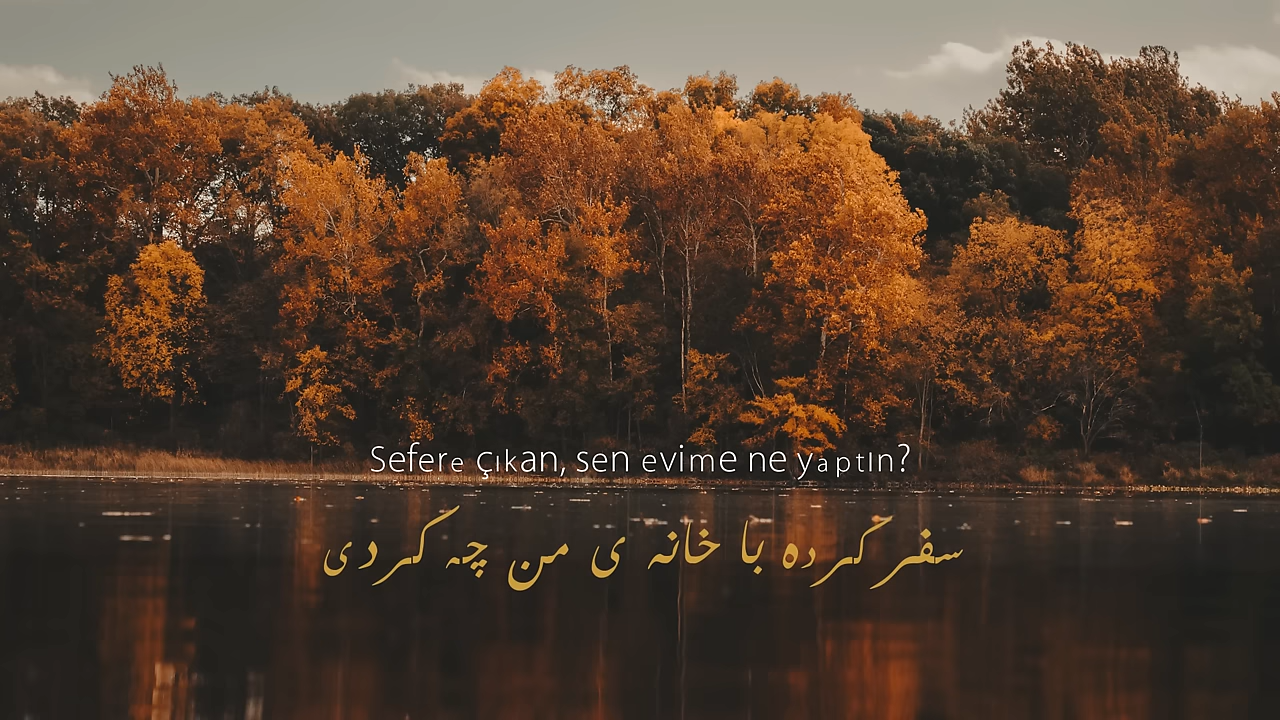 Sefere çıkan, sen evime ne yaptın?
سفر کرده با خانه ی من چه کردی